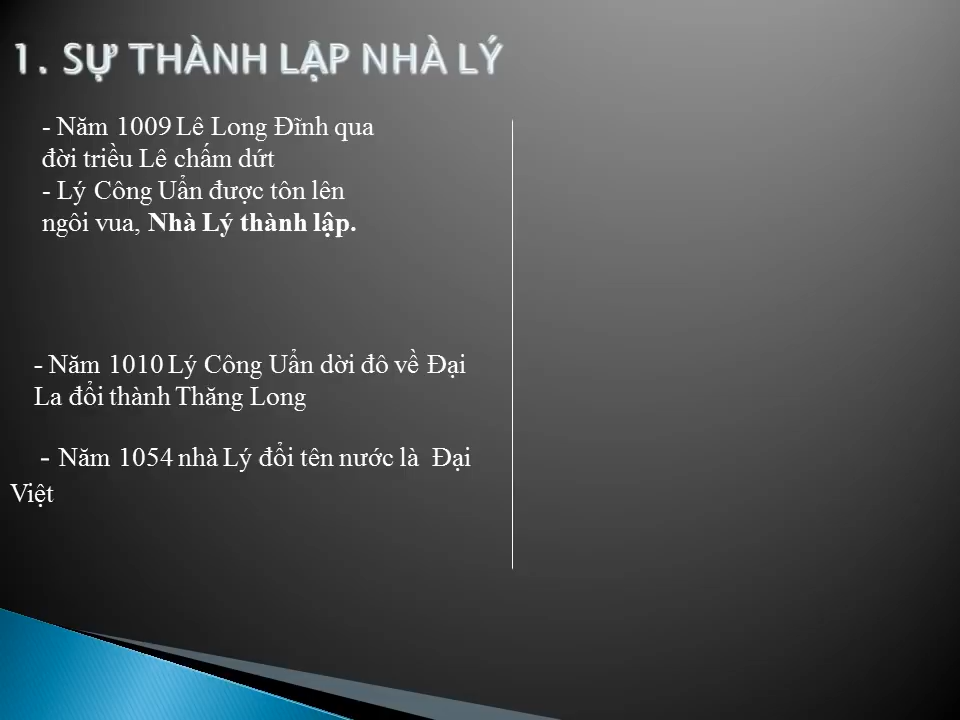 1. SỰ THÀNH LẬP NHÀ LÝ
- Năm 1009 Lê Long Đĩnh qua
đời triều Lê chấm dứt
- Lý Công Uẩn được tôn lên
ngôi vua, Nhà Lý thành lập.
- Năm 1010 Lý Công Uẩn dời đô về Đại
La đổi thành Thăng Long
- Năm 1054 nhà Lý đổi tên nước là Đại
Việt